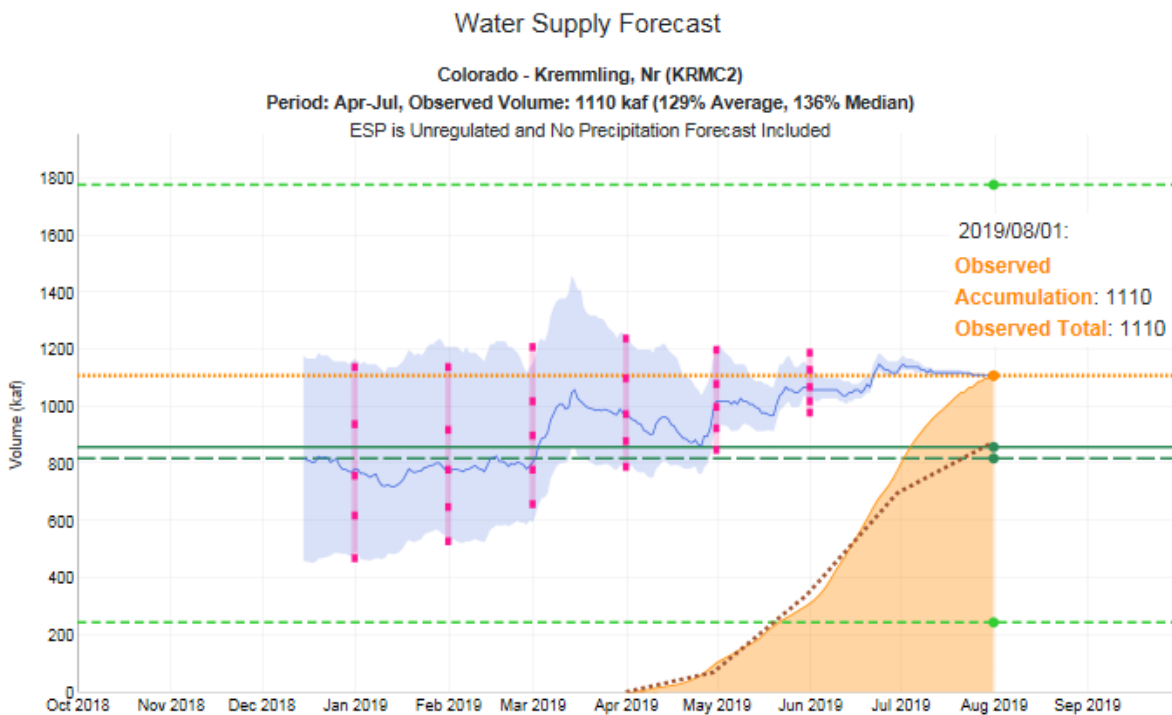 Water Supply Forecast
Colorado - Kremmling, Nr (KRMC2)
Period: Apr-Jul, Observed Volume: 1110 kaf (129% Average, 136% Median)
ESP is Unregulated and No Precipitation Forecast Included
1800
1600
1400
1200
1000
800
600
400
200
0
Volume (kaf)
2019/08/01:
Observed
Accumulation: 1110
Observed Total: 1110
Oct 2018 Nov 2018 Dec 2018 Jan 2019 Feb 2019 Mar 2019 Apr 2019 May 2019 Jun 2019 Jul 2019 Aug 2019 Sep 2019